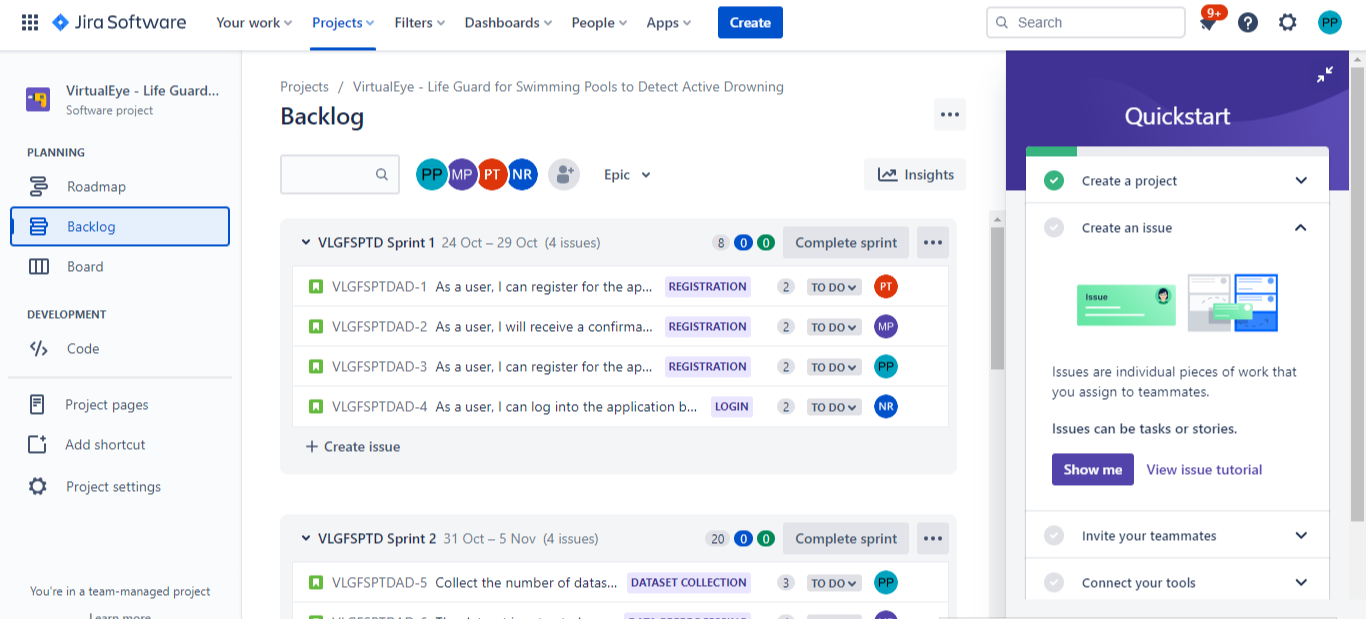 Jira Software
Your work
Projects
Filters
Dashboards
People
Apps
Create
Search
9+
PP
VirtualEye - Life Guard...
Software project
PLANNING
Roadmap
Backlog
Board
DEVELOPMENT
Code
Project pages
Add shortcut
Project settings
You're in a team-managed project
Learn more
Projects / VirtualEye - Life Guard for Swimming Pools to Detect Active Drowning
Backlog
PP MP PT NR
Epic
Insights
VLGFSPTD Sprint 1 24 Oct – 29 Oct (4 issues) 8 0 0 Complete sprint
VLGFSPTDAD-1 As a user, I can register for the ap... REGISTRATION 2 TO DO PT
VLGFSPTDAD-2 As a user, I will receive a confirma... REGISTRATION 2 TO DO MP
VLGFSPTDAD-3 As a user, I can register for the ap... REGISTRATION 2 TO DO PP
VLGFSPTDAD-4 As a user, I can log into the application b... LOGIN 2 TO DO NR
+ Create issue
VLGFSPTD Sprint 2 31 Oct – 5 Nov (4 issues) 20 0 0 Complete sprint
VLGFSPTDAD-5 Collect the number of datas... DATASET COLLECTION 3 TO DO PP
Quickstart
Create a project
Create an issue
Issue
Issues are individual pieces of work that
you assign to teammates.
Issues can be tasks or stories.
Show me
View issue tutorial
Invite your teammates
Connect your tools